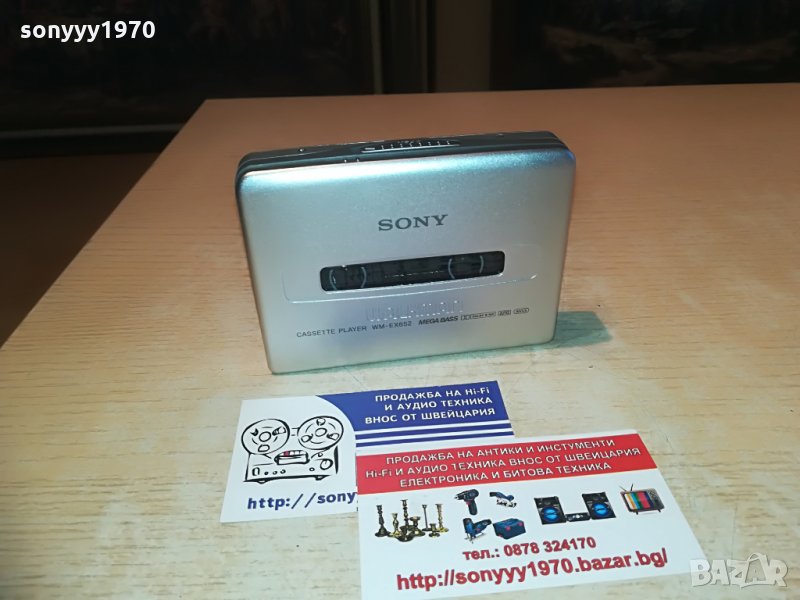 sonyyy1970
SONY
WALKMAN
CASSETTE PLAYER WM-EX652 MEGA BASS
ПРОДАЖБА НА Hi-Fi
И АУДИО ТЕХНИКА
ВНОС ОТ ШВЕЙЦАРИЯ
http://sony
ПРОДАЖБА НА АНТИКИ И ИНСТУМЕНТИ
Hi-Fi И АУДИО ТЕХНИКА ВНОС ОТ ШВЕЙЦАРИЯ
ЕЛЕКТРОНИКА И БИТОВА ТЕХНИКА
тел.: 0878 324170
http://sonyyy1970.bazar.bg/
BAZAR